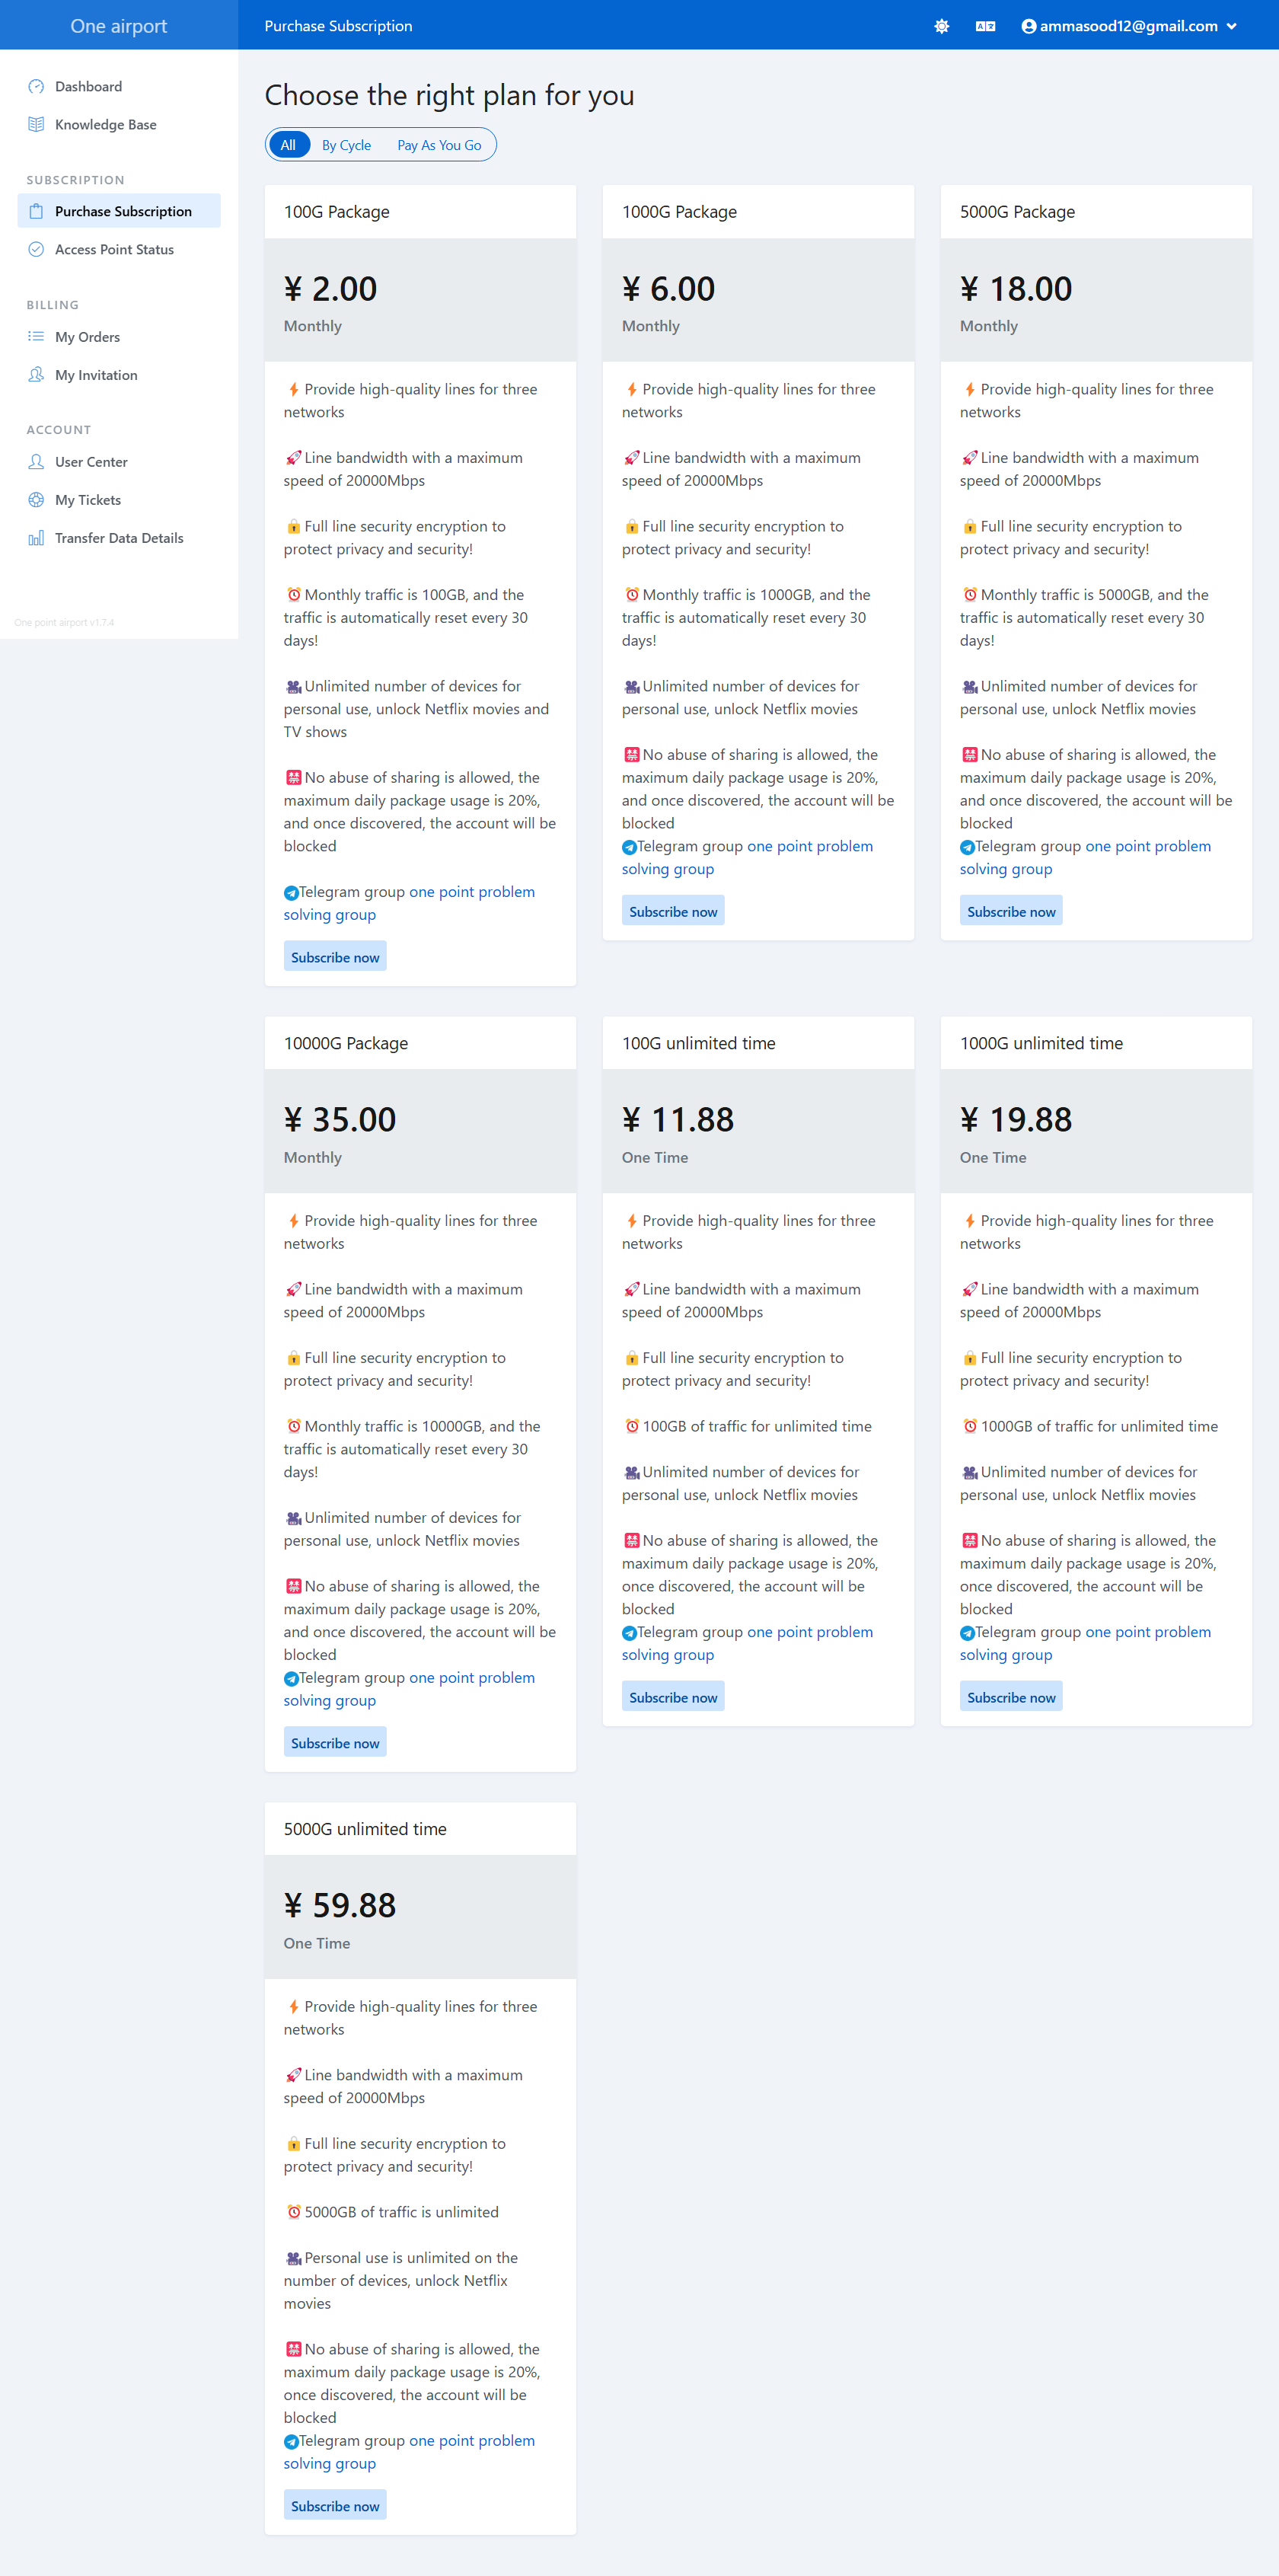 One airport
Purchase Subscription
ammasood12@gmail.com
Dashboard
Knowledge Base
SUBSCRIPTION
Purchase Subscription
Access Point Status
BILLING
My Orders
My Invitation
ACCOUNT
User Center
My Tickets
Transfer Data Details
One point airport v1.7.4
Choose the right plan for you
All
By Cycle
Pay As You Go
100G Package
¥ 2.00
Monthly
⚡Provide high-quality lines for three
networks
🚀Line bandwidth with a maximum
speed of 20000Mbps
🔒Full line security encryption to
protect privacy and security!
⏰Monthly traffic is 100GB, and the
traffic is automatically reset every 30
days!
🎥Unlimited number of devices for
personal use, unlock Netflix movies and
TV shows
🈲No abuse of sharing is allowed, the
maximum daily package usage is 20%,
and once discovered, the account will be
blocked
Telegram group one point problem
solving group
Subscribe now
1000G Package
¥ 6.00
Monthly
⚡Provide high-quality lines for three
networks
🚀Line bandwidth with a maximum
speed of 20000Mbps
🔒Full line security encryption to
protect privacy and security!
⏰Monthly traffic is 1000GB, and the
traffic is automatically reset every 30
days!
🎥Unlimited number of devices for
personal use, unlock Netflix movies
🈲No abuse of sharing is allowed, the
maximum daily package usage is 20%,
and once discovered, the account will be
blocked
Telegram group one point problem
solving group
Subscribe now
5000G Package
¥ 18.00
Monthly
⚡Provide high-quality lines for three
networks
🚀Line bandwidth with a maximum
speed of 20000Mbps
🔒Full line security encryption to
protect privacy and security!
⏰Monthly traffic is 5000GB, and the
traffic is automatically reset every 30
days!
🎥Unlimited number of devices for
personal use, unlock Netflix movies
🈲No abuse of sharing is allowed, the
maximum daily package usage is 20%,
and once discovered, the account will be
blocked
Telegram group one point problem
solving group
Subscribe now
10000G Package
¥ 35.00
Monthly
⚡Provide high-quality lines for three
networks
🚀Line bandwidth with a maximum
speed of 20000Mbps
🔒Full line security encryption to
protect privacy and security!
⏰Monthly traffic is 10000GB, and the
traffic is automatically reset every 30
days!
🎥Unlimited number of devices for
personal use, unlock Netflix movies
🈲No abuse of sharing is allowed, the
maximum daily package usage is 20%,
and once discovered, the account will be
blocked
Telegram group one point problem
solving group
Subscribe now
100G unlimited time
¥ 11.88
One Time
⚡Provide high-quality lines for three
networks
🚀Line bandwidth with a maximum
speed of 20000Mbps
🔒Full line security encryption to
protect privacy and security!
⏰100GB of traffic for unlimited time
🎥Unlimited number of devices for
personal use, unlock Netflix movies
🈲No abuse of sharing is allowed, the
maximum daily package usage is 20%,
once discovered, the account will be
blocked
Telegram group one point problem
solving group
Subscribe now
1000G unlimited time
¥ 19.88
One Time
⚡Provide high-quality lines for three
networks
🚀Line bandwidth with a maximum
speed of 20000Mbps
🔒Full line security encryption to
protect privacy and security!
⏰1000GB of traffic for unlimited time
🎥Unlimited number of devices for
personal use, unlock Netflix movies
🈲No abuse of sharing is allowed, the
maximum daily package usage is 20%,
once discovered, the account will be
blocked
Telegram group one point problem
solving group
Subscribe now
5000G unlimited time
¥ 59.88
One Time
⚡Provide high-quality lines for three
networks
🚀Line bandwidth with a maximum
speed of 20000Mbps
🔒Full line security encryption to
protect privacy and security!
⏰5000GB of traffic is unlimited
🎥Personal use is unlimited on the
number of devices, unlock Netflix
movies
🈲No abuse of sharing is allowed, the
maximum daily package usage is 20%,
once discovered, the account will be
blocked
Telegram group one point problem
solving group
Subscribe now